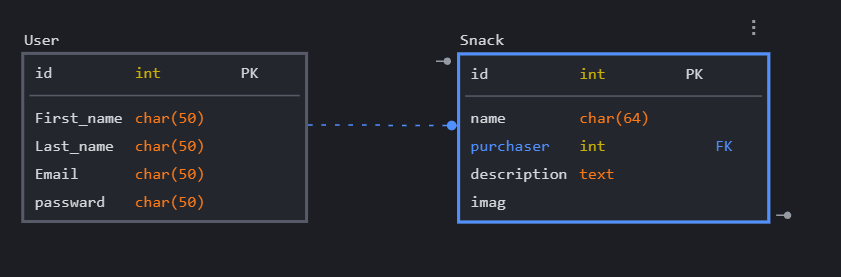 User
id int PK
First_name char(50)
Last_name char(50)
Email char(50)
passward char(50)
Snack
id int PK
name char(64)
purchaser int FK
description text
imag